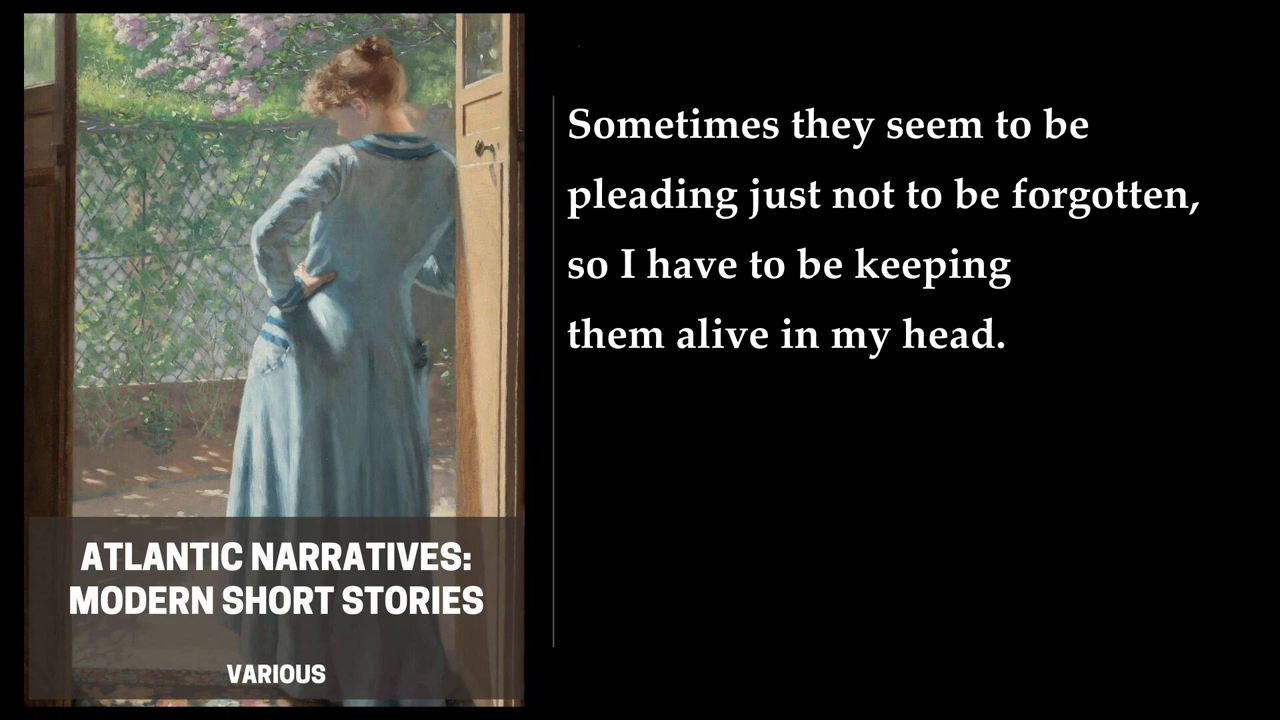 Sometimes they seem to be
pleading just not to be forgotten,
so I have to be keeping
them alive in my head.
ATLANTIC NARRATIVES:
MODERN SHORT STORIES
VARIOUS